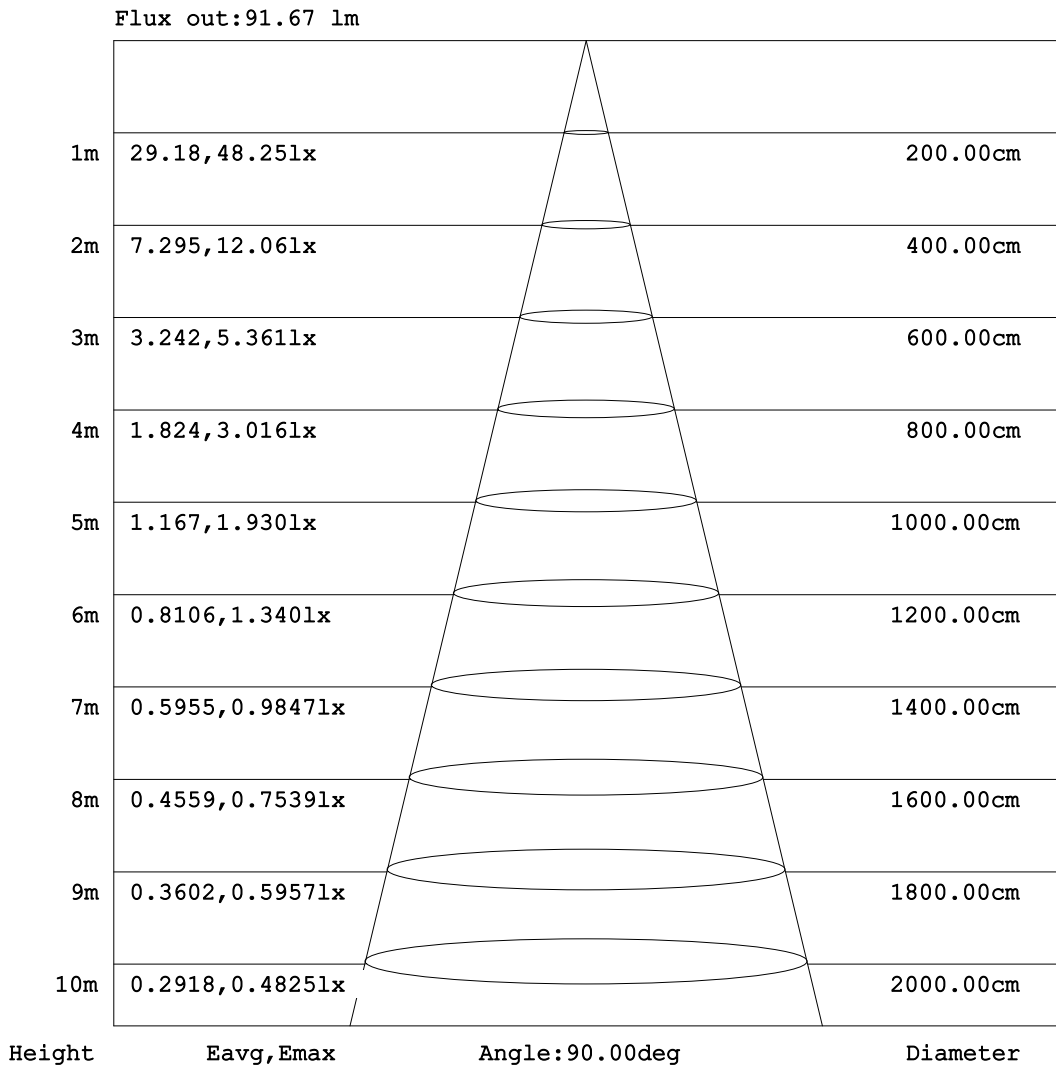 Flux out:91.67 lm
1m 29.18,48.25lx 200.00cm
2m 7.295,12.06lx 400.00cm
3m 3.242,5.361lx 600.00cm
4m 1.824,3.016lx 800.00cm
5m 1.167,1.930lx 1000.00cm
6m 0.8106,1.340lx 1200.00cm
7m 0.5955,0.9847lx 1400.00cm
8m 0.4559,0.7539lx 1600.00cm
9m 0.3602,0.5957lx 1800.00cm
10m 0.2918,0.4825lx 2000.00cm
Height Eavg,Emax Angle:90.00deg Diameter